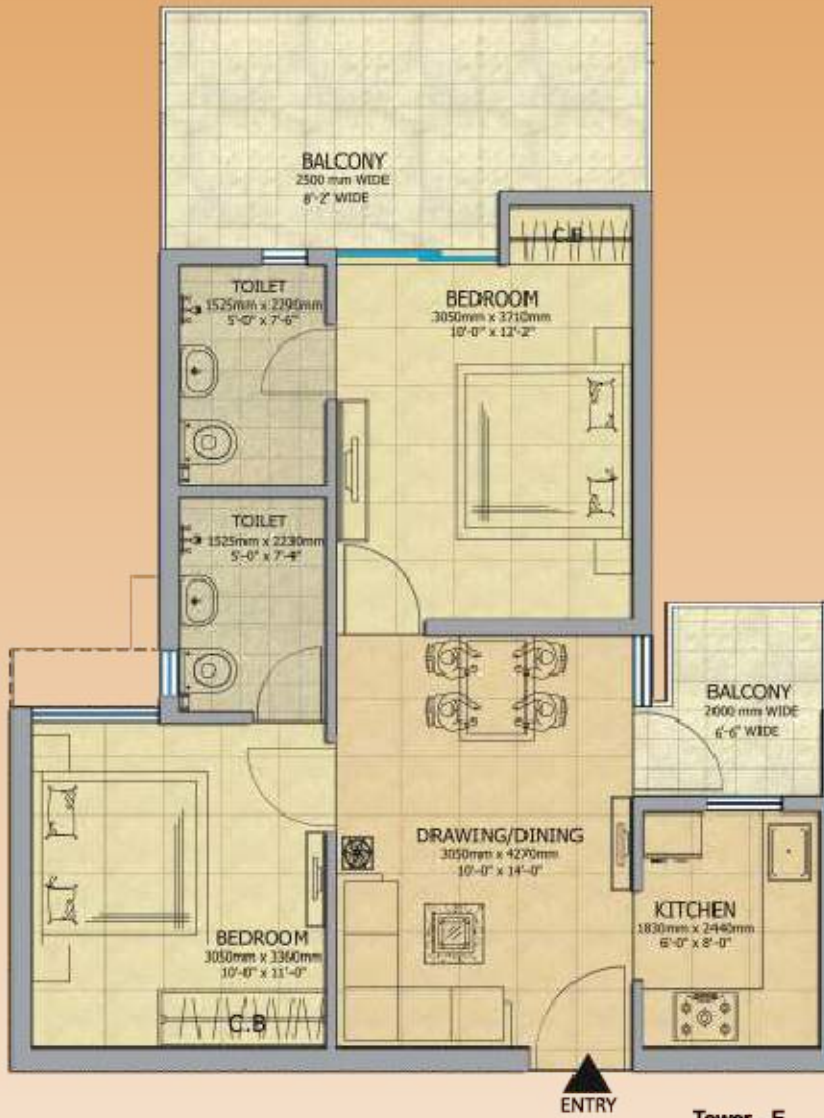 BALCONY
2500 mm WIDE
8'-2" WIDE
C.B
TOILET
1525mm x 2290mm
5'-0" x 7'-6"
BEDROOM
3050mm x 3710mm
10'-0" x 12'-2"
TOILET
1525mm x 2230mm
5'-0" x 7'-4"
BALCONY
2000 mm WIDE
6'-6" WIDE
DRAWING/DINING
3050mm x 4270mm
10'-0" x 14'-0"
KITCHEN
1830mm x 2440mm
6'-0" x 8'-0"
BEDROOM
3050mm x 3360mm
10'-0" x 11'-0"
C.B
ENTRY